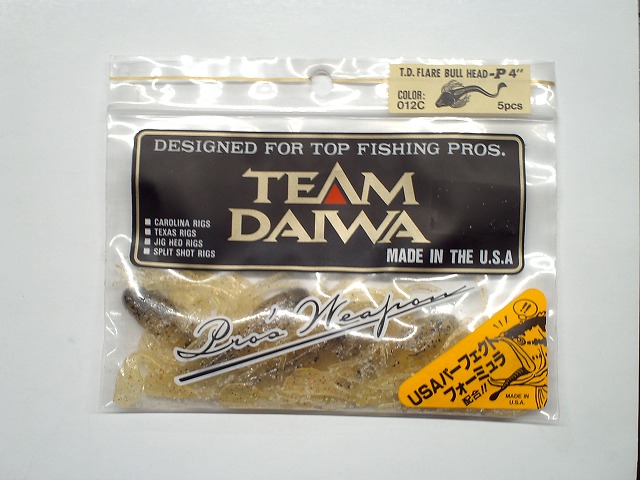 T.D. FLARE BULL HEAD-P 4"
COLOR:
012C
5pcs
DESIGNED FOR TOP FISHING PROS.
TEAM
DAIWA
■ CAROLINA RIGS
■ TEXAS RIGS
■ JIG HED RIGS
■ SPLIT SHOT RIGS
MADE IN THE U.S.A
Pro's Weapon
!!
USAパーフェクト
フォーミュラ
配合!!
MADE IN
U.S.A.